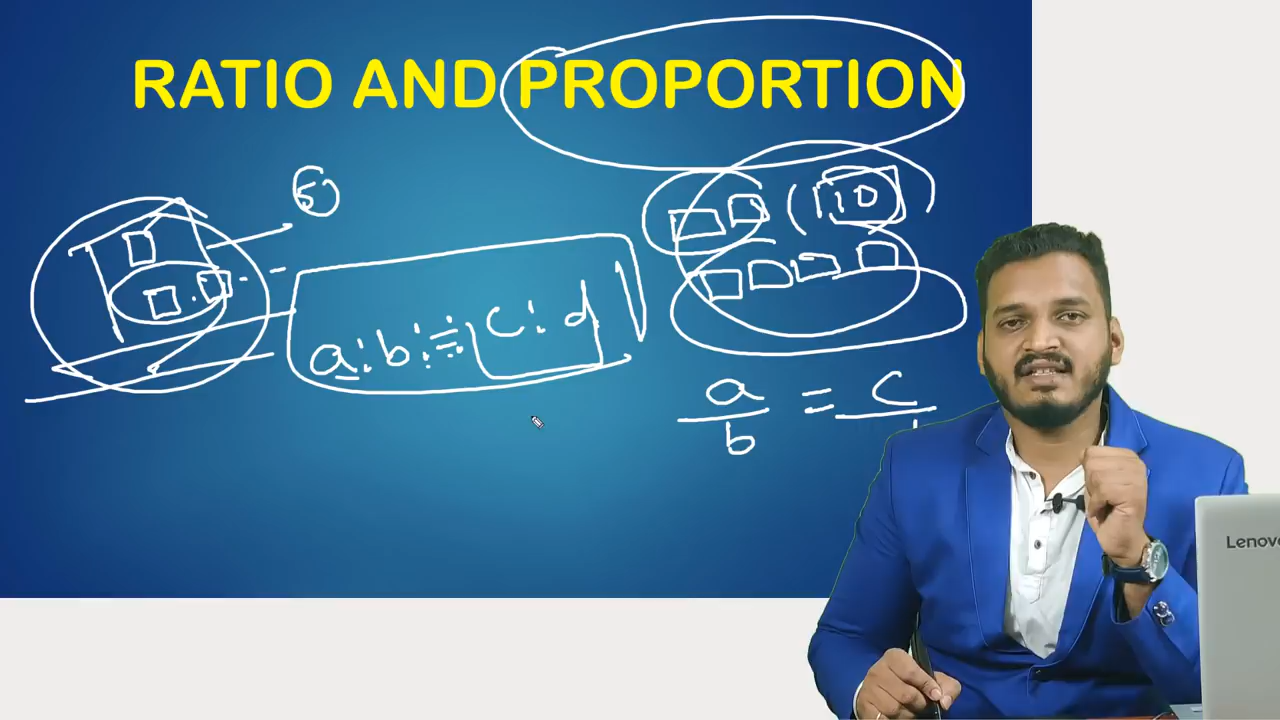 RATIO AND PROPORTION
5
10
a : b :: c : d
a/b = c/
Lenovo